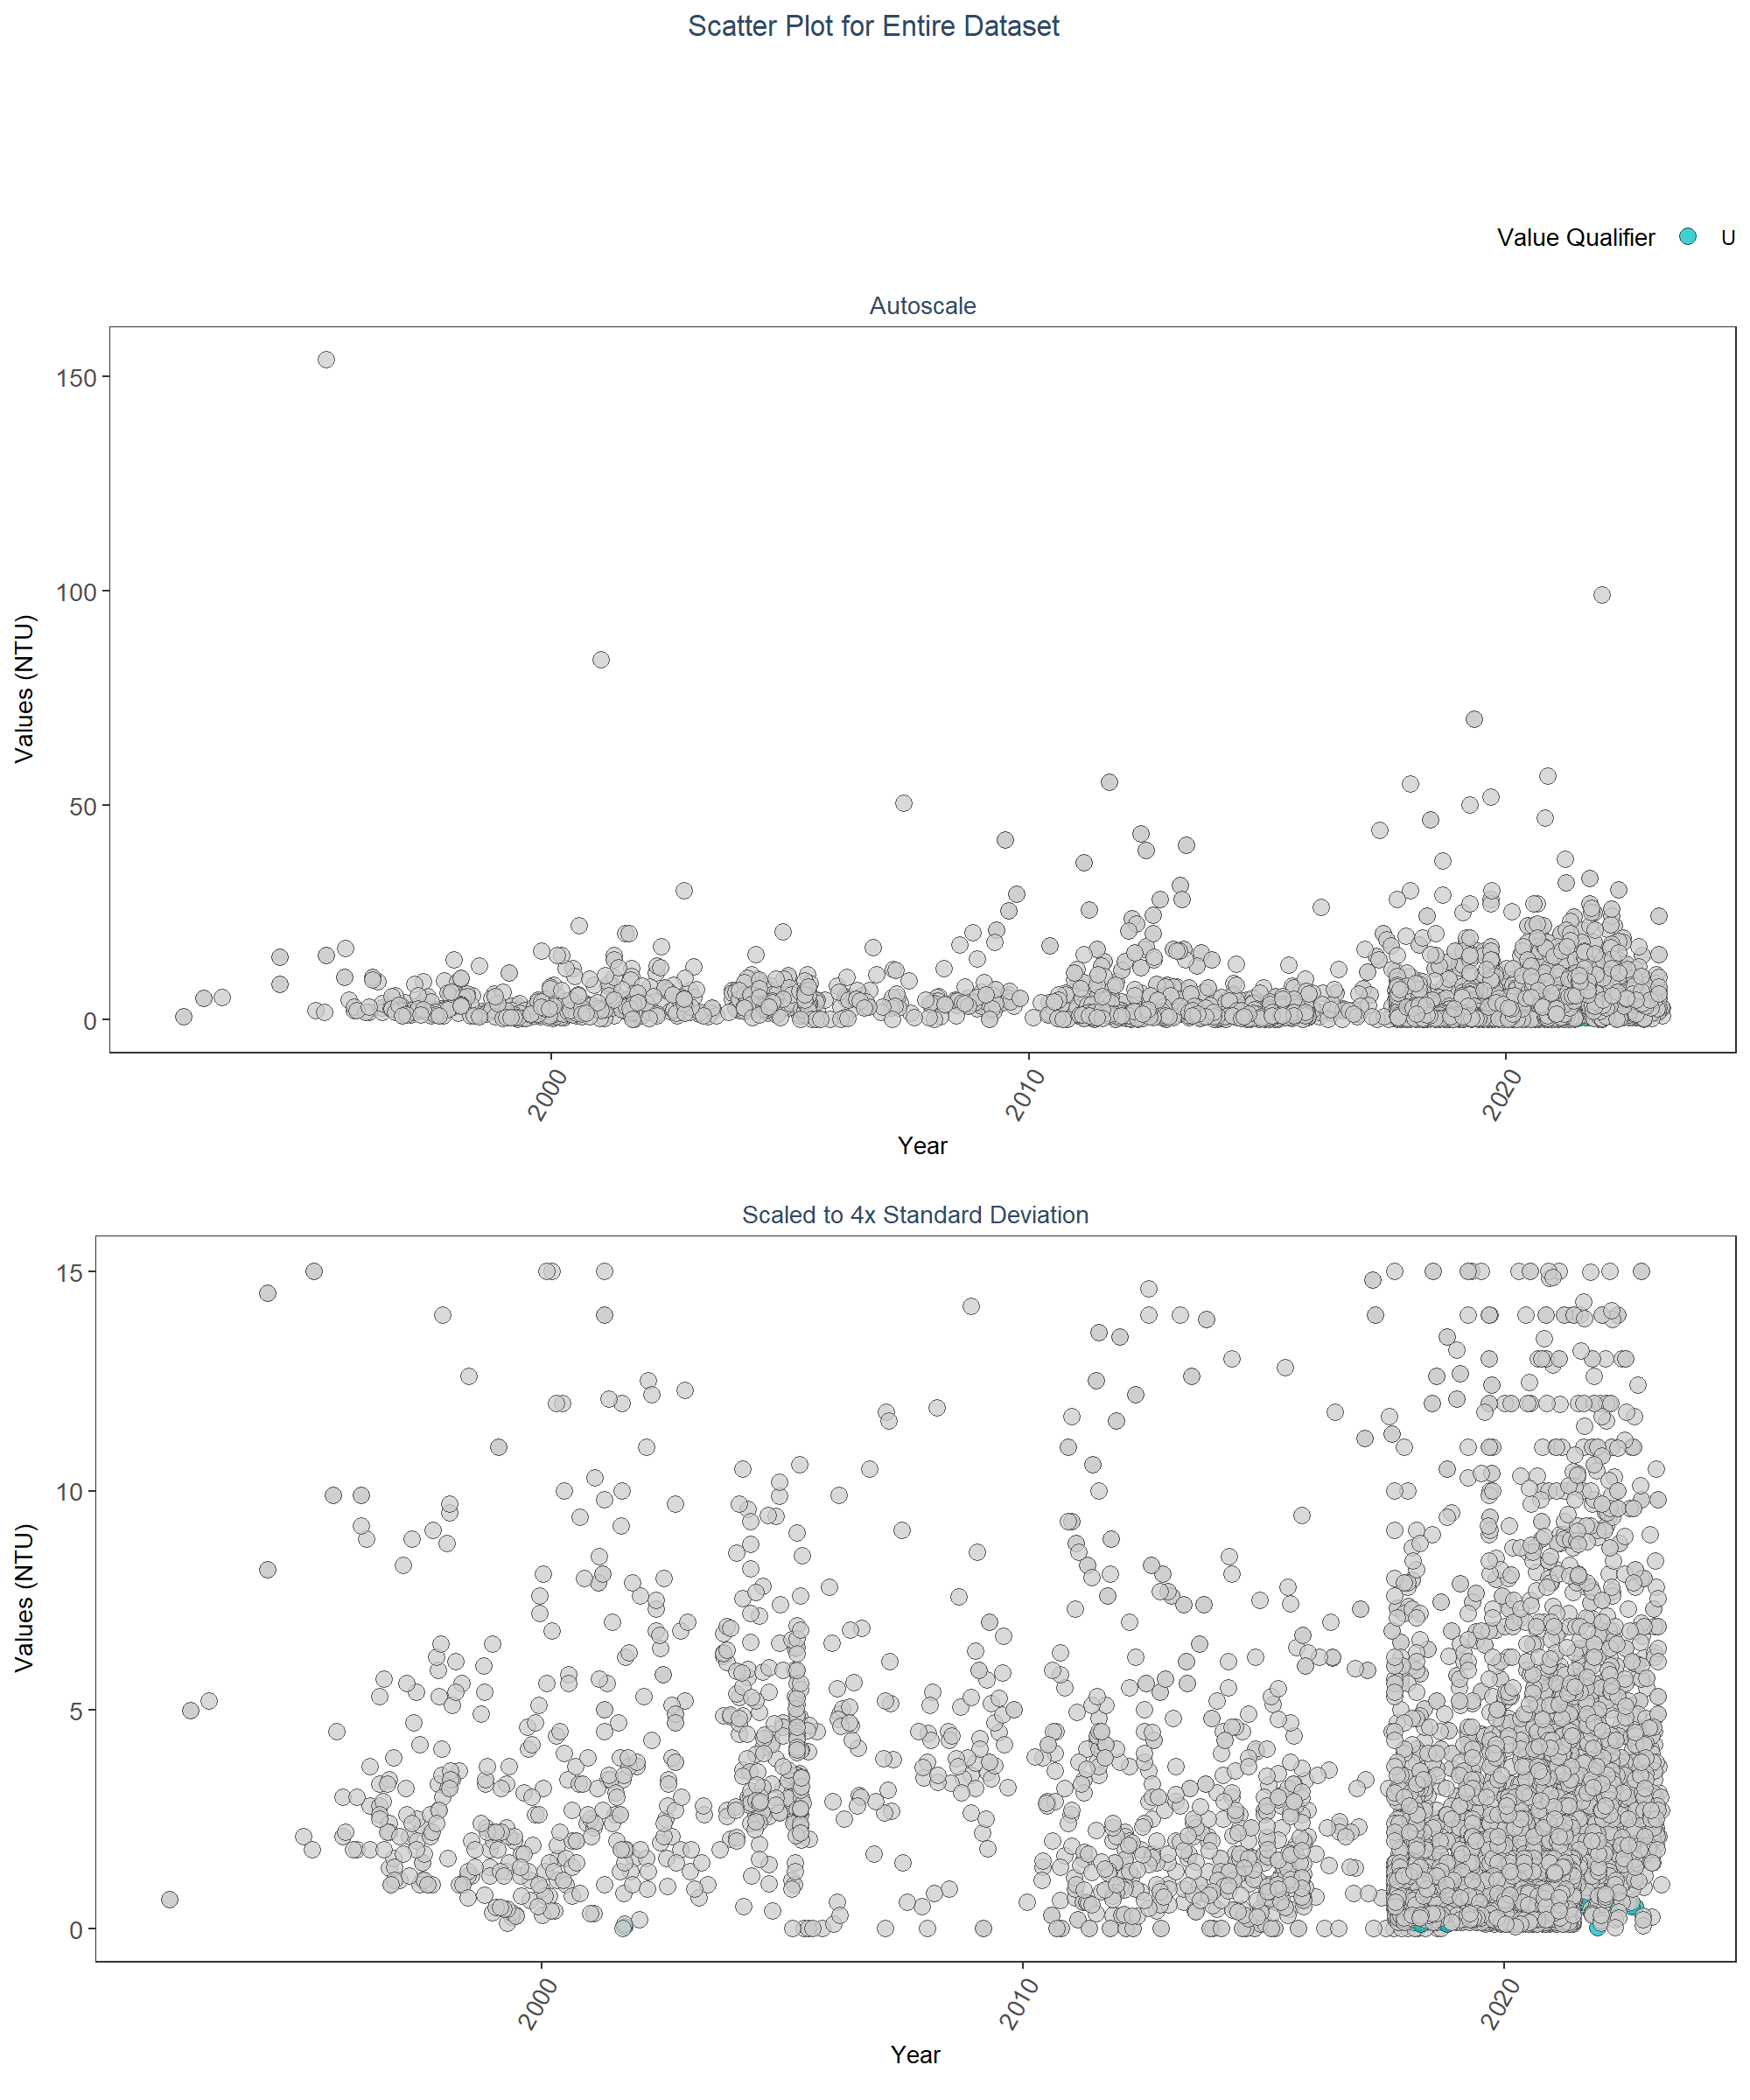 Scatter Plot for Entire Dataset
Value Qualifier U
Autoscale
Values (NTU)
150
100
50
0
2000 2010 2020
Year
Scaled to 4x Standard Deviation
Values (NTU)
15
10
5
0
2000 2010 2020
Year